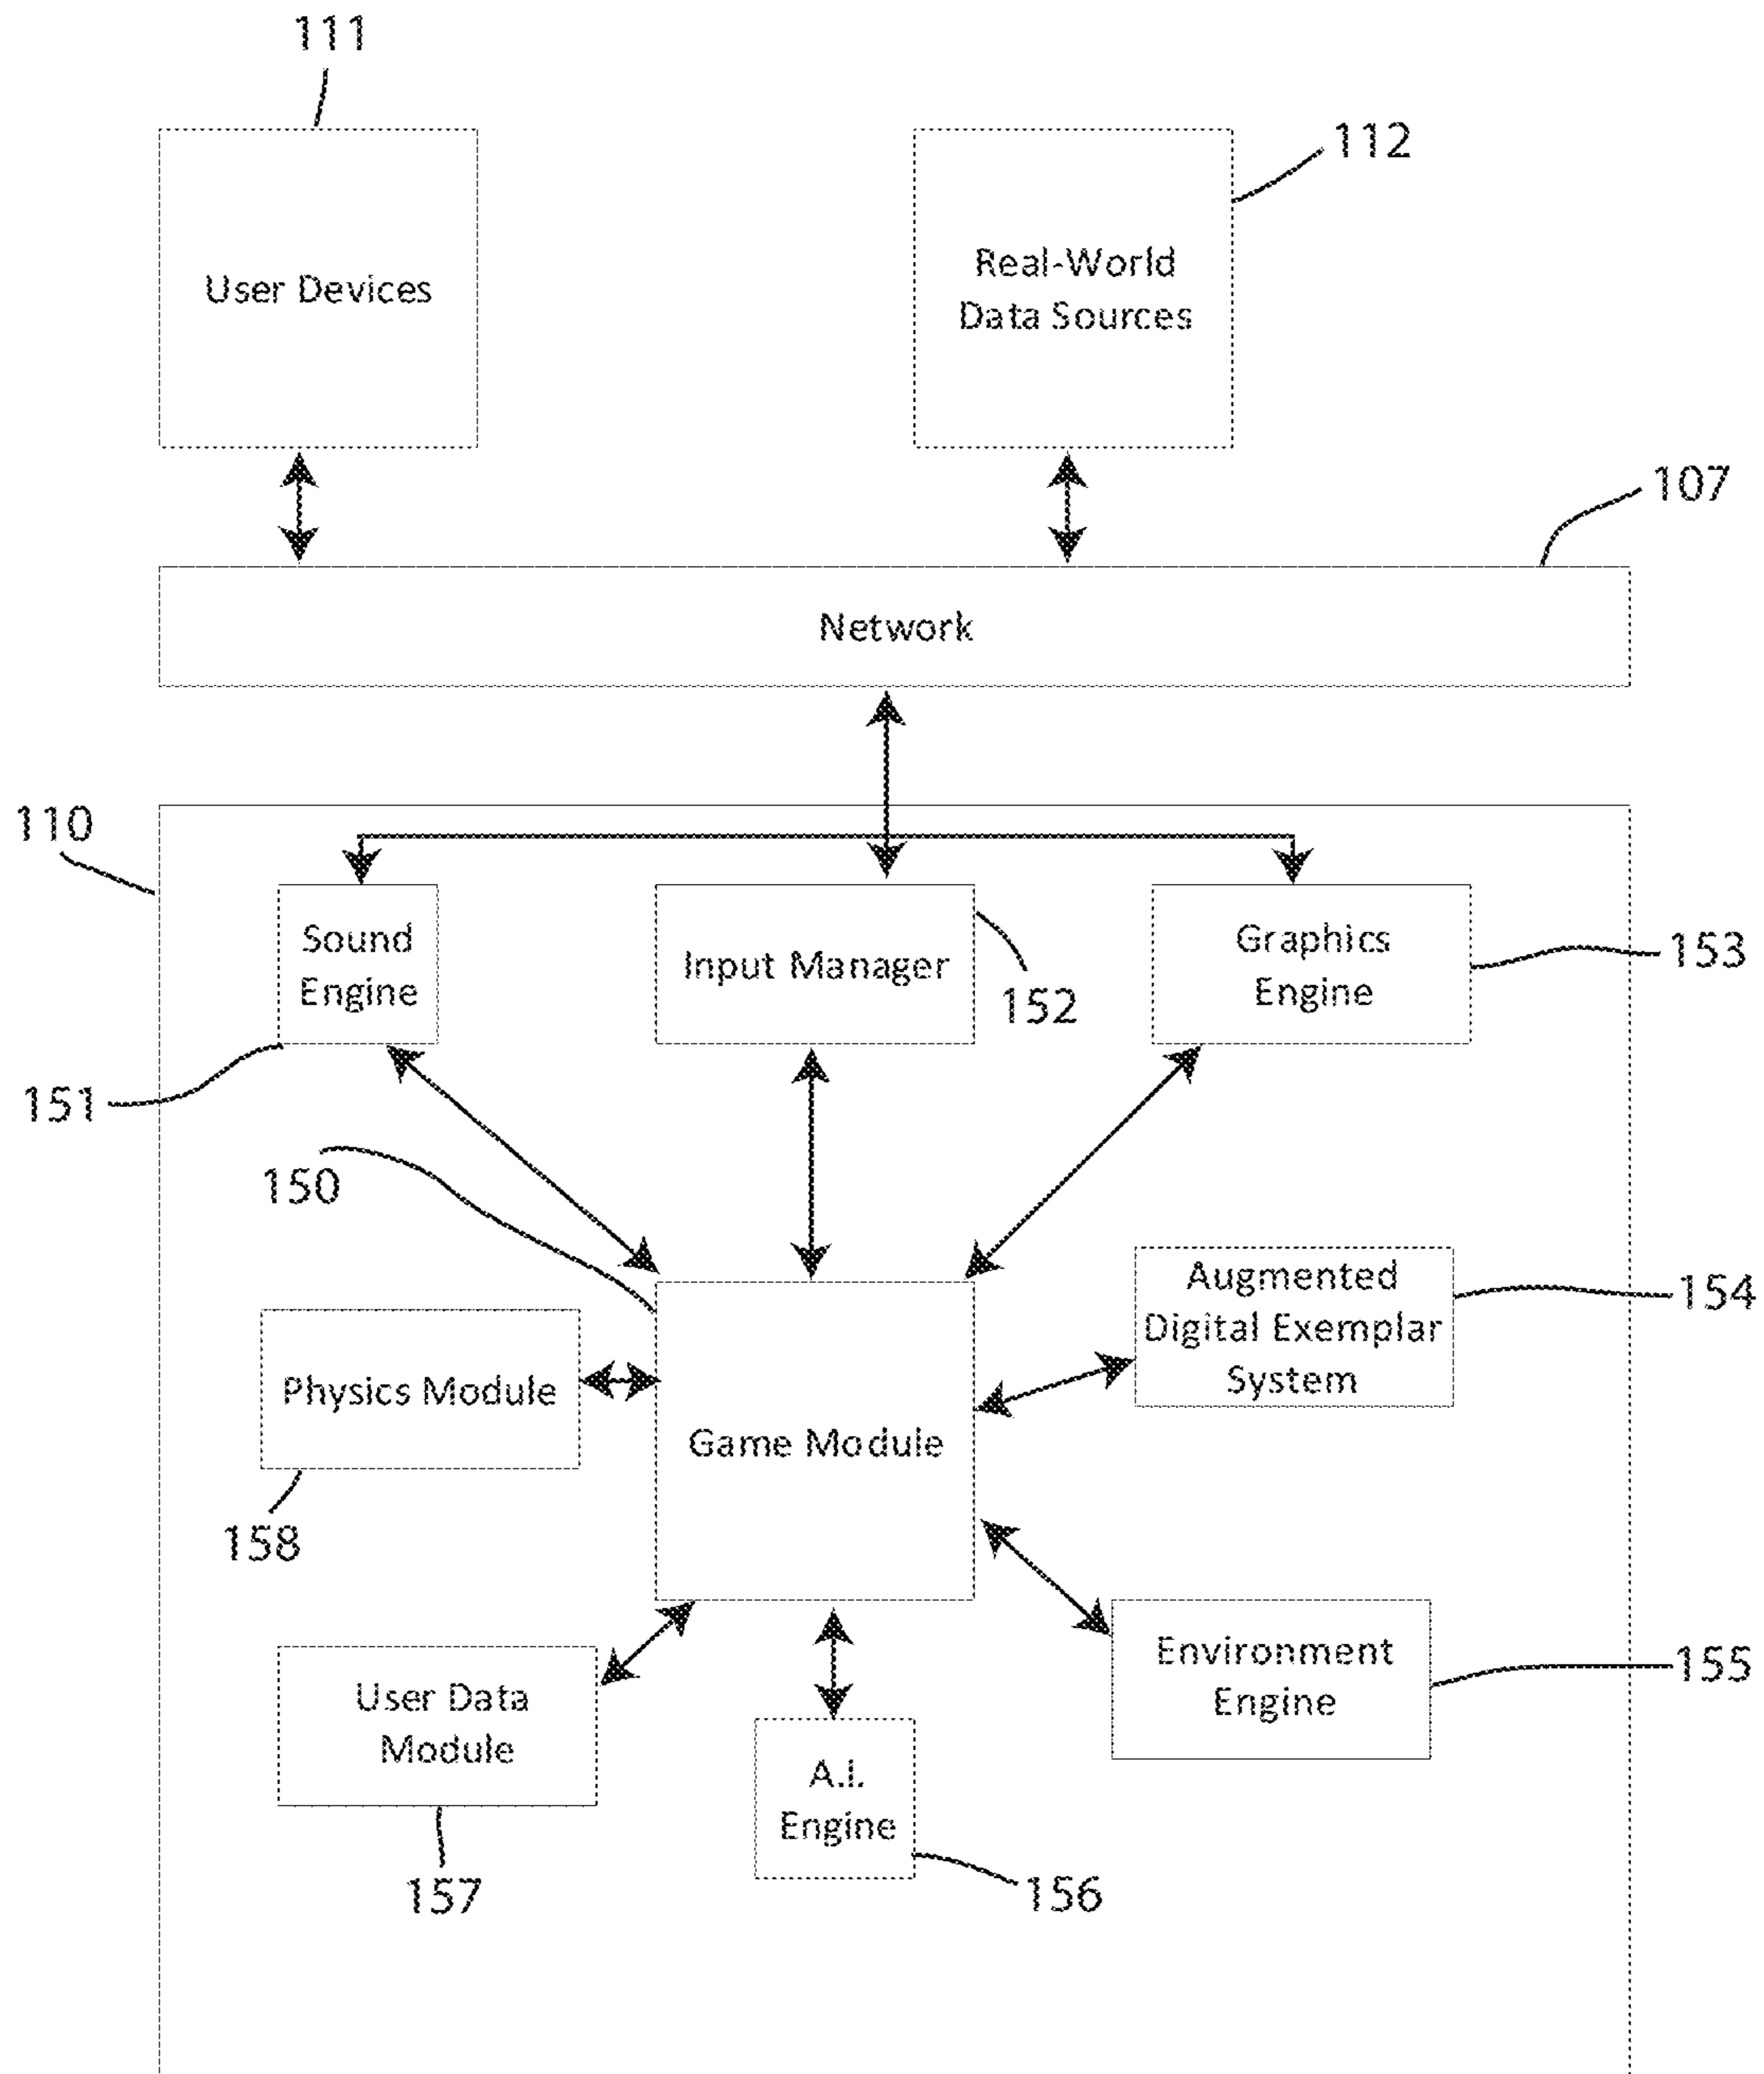 111
112
User Devices
Real-World
Data Sources
107
Network
110
Sound
Engine
Input Manager
Graphics
Engine
153
152
151
150
Augmented
Digital Exemplar
System
154
Physics Module
Game Module
158
Environment
Engine
155
User Data
Module
A.I.
Engine
157
156